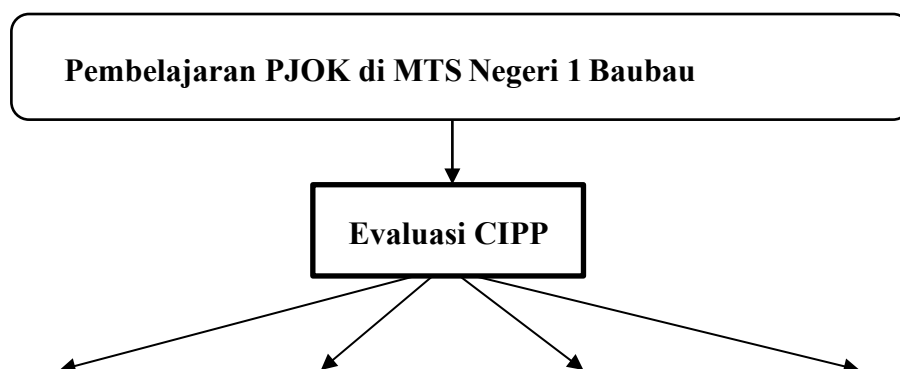 Pembelajaran PJOK di MTS Negeri 1 Baubau
Evaluasi CIPP